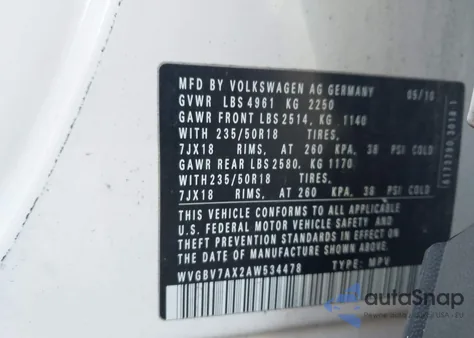 MFD BY VOLKSWAGEN AG GERMANY 05/10
GVWR LBS 4961 KG 2250
GAWR FRONT LBS 2514, KG 1140
WITH 235/50R18 TIRES,
7JX18 RIMS, AT 260 KPA, 38 PSI COLD
GAWR REAR LBS 2580, KG 1170
WITH 235/50R18 TIRES,
7JX18 RIMS, AT 260 KPA, 38 PSI COLD
THIS VEHICLE CONFORMS TO ALL APPLICABLE
U.S. FEDERAL MOTOR VEHICLE SAFETY AND
THEFT PREVENTION STANDARDS IN EFFECT ON
THE DATE OF MANUFACTURE SHOWN ABOVE.
WVGBV7AX2AW534478 TYPE: MPV
autoSnap